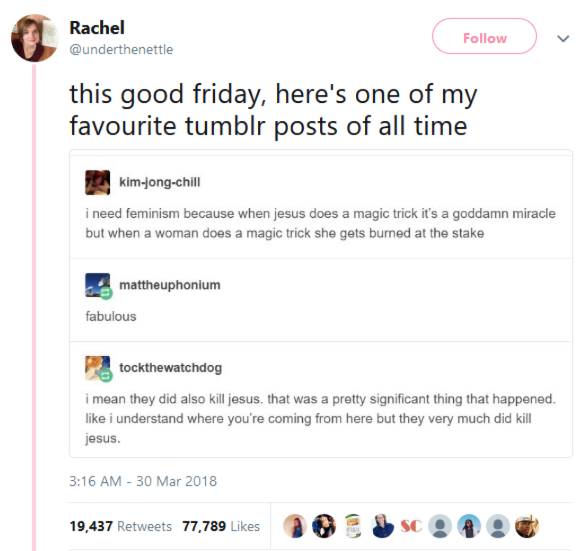 Rachel
@underthenettle
Follow
this good friday, here's one of my
favourite tumblr posts of all time
kim-jong-chill
i need feminism because when jesus does a magic trick it's a goddamn miracle
but when a woman does a magic trick she gets burned at the stake
mattheuphonium
fabulous
tockthewatchdog
i mean they did also kill jesus. that was a pretty significant thing that happened.
like i understand where you're coming from here but they very much did kill
jesus.
3:16 AM - 30 Mar 2018
19,437 Retweets 77,789 Likes
SC